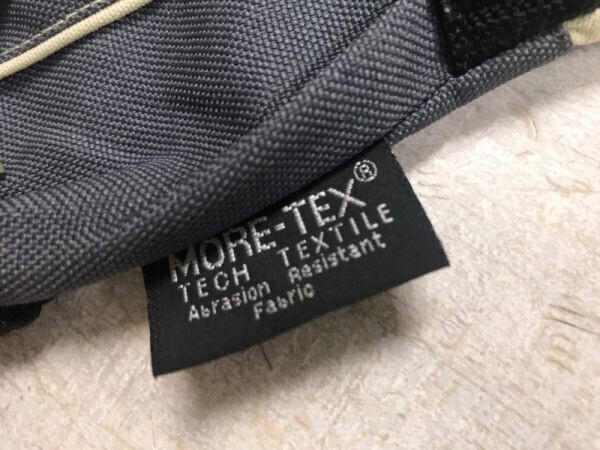 MORE-TEX®
TECH TEXTILE
Abrasion Resistant
Fabric